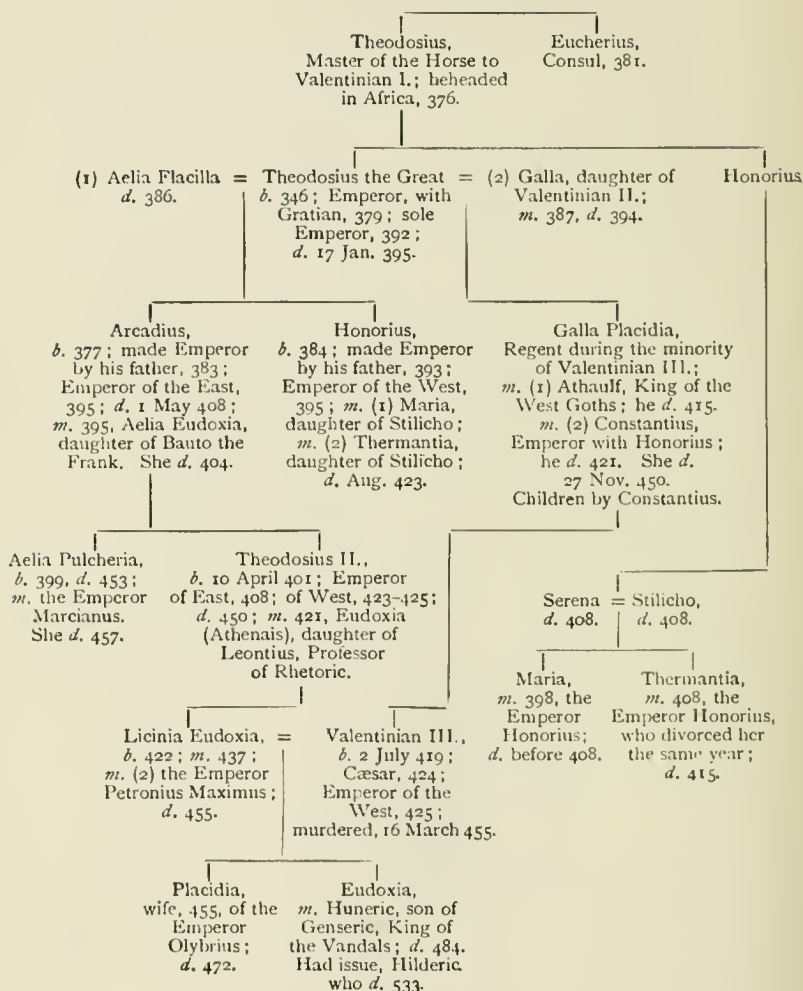 Theodosius,
Master of the Horse to
Valentinian I.; beheaded
in Africa, 376.
Eucherius,
Consul, 381.
(1) Aelia Flacilla =
d. 386.
Theodosius the Great =
b. 346; Emperor, with
Gratian, 379; sole
Emperor, 392;
d. 17 Jan. 395.
(2) Galla, daughter of
Valentinian II.;
m. 387, d. 394.
Honorius
Arcadius,
b. 377; made Emperor
by his father, 383;
Emperor of the East,
395; d. 1 May 408;
m. 395, Aelia Eudoxia,
daughter of Bauto the
Frank. She d. 404.
Honorius,
b. 384; made Emperor
by his father, 393;
Emperor of the West,
395; m. (1) Maria,
daughter of Stilicho;
m. (2) Thermantia,
daughter of Stilicho;
d. Aug. 423.
Galla Placidia,
Regent during the minority
of Valentinian III.;
m. (1) Athaulf, King of the
West Goths; he d. 415.
m. (2) Constantius,
Emperor with Honorius;
he d. 421. She d.
27 Nov. 450.
Children by Constantius.
Aelia Pulcheria,
b. 399, d. 453;
m. the Emperor
Marcianus.
She d. 457.
Theodosius II.,
b. 10 April 401; Emperor
of East, 408; of West, 423-425;
d. 450; m. 421, Eudoxia
(Athenais), daughter of
Leontius, Professor
of Rhetoric.
Serena = Stilicho,
d. 408. d. 408.
Maria,
m. 398, the
Emperor
Honorius;
d. before 408.
Thermantia,
m. 408, the
Emperor Honorius,
who divorced her
the same year;
d. 415.
Licinia Eudoxia, =
b. 422; m. 437;
m. (2) the Emperor
Petronius Maximus;
d. 455.
Valentinian III.,
b. 2 July 419;
Cæsar, 424;
Emperor of the
West, 425;
murdered, 16 March 455.
Placidia,
wife, 455, of the
Emperor
Olybrius;
d. 472.
Eudoxia,
m. Huneric, son of
Genseric, King of
the Vandals; d. 484.
Had issue, Hilderic
who d. 533.